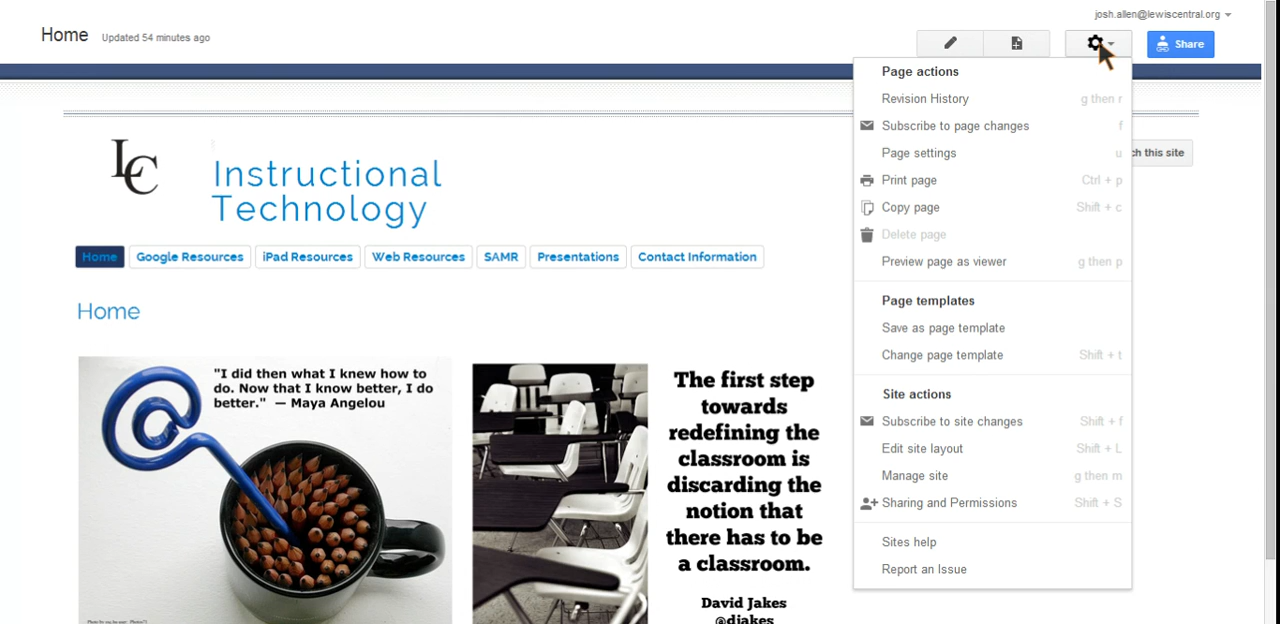 josh.allen@lewiscentral.org
Home Updated 54 minutes ago
Share
Page actions
Revision History g then r
Subscribe to page changes f
Page settings u
ch this site
Print page Ctrl + p
Copy page Shift + c
Delete page
Preview page as viewer g then p
Page templates
Save as page template
Change page template Shift + t
Site actions
Subscribe to site changes Shift + f
Edit site layout Shift + L
Manage site g then m
Sharing and Permissions Shift + S
Sites help
Report an Issue
LC
Instructional
Technology
Home Google Resources iPad Resources Web Resources SAMR Presentations Contact Information
Home
"I did then what I knew how to
do. Now that I know better, I do
better." — Maya Angelou
The first step
towards
redefining the
classroom is
discarding the
notion that
there has to be
a classroom.
David Jakes
@djakes